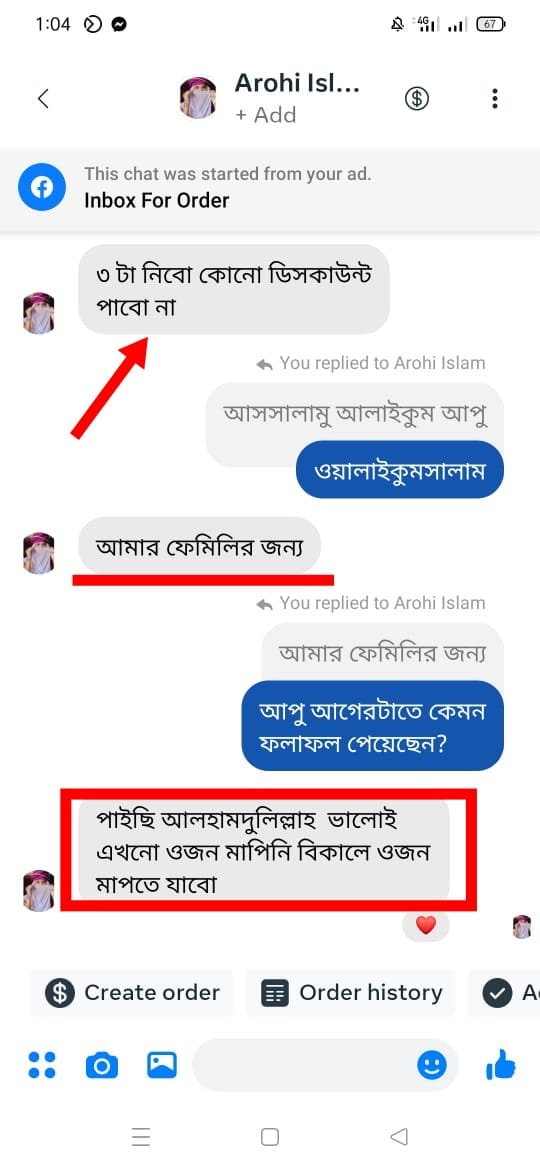 1:04
4G
67
Arohi Isl...
+ Add
This chat was started from your ad.
Inbox For Order
৩ টা নিবো কোনো ডিসকাউন্ট
পাবো না
You replied to Arohi Islam
আসসালামু আলাইকুম আপু
ওয়ালাইকুমসালাম
আমার ফেমিলির জন্য
You replied to Arohi Islam
আমার ফেমিলির জন্য
আপু আগেরটাতে কেমন
ফলাফল পেয়েছেন?
পাইছি আলহামদুলিল্লাহ ভালোই
এখনো ওজন মাপিনি বিকালে ওজন
মাপতে যাবো
Create order
Order history
A